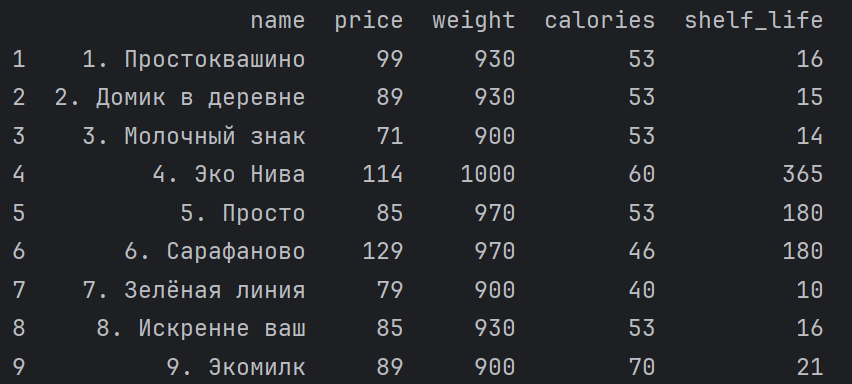 name price weight calories shelf_life
1 1. Простоквашино 99 930 53 16
2 2. Домик в деревне 89 930 53 15
3 3. Молочный знак 71 900 53 14
4 4. Эко Нива 114 1000 60 365
5 5. Просто 85 970 53 180
6 6. Сарафаново 129 970 46 180
7 7. Зелёная линия 79 900 40 10
8 8. Искренне ваш 85 930 53 16
9 9. Экомилк 89 900 70 21